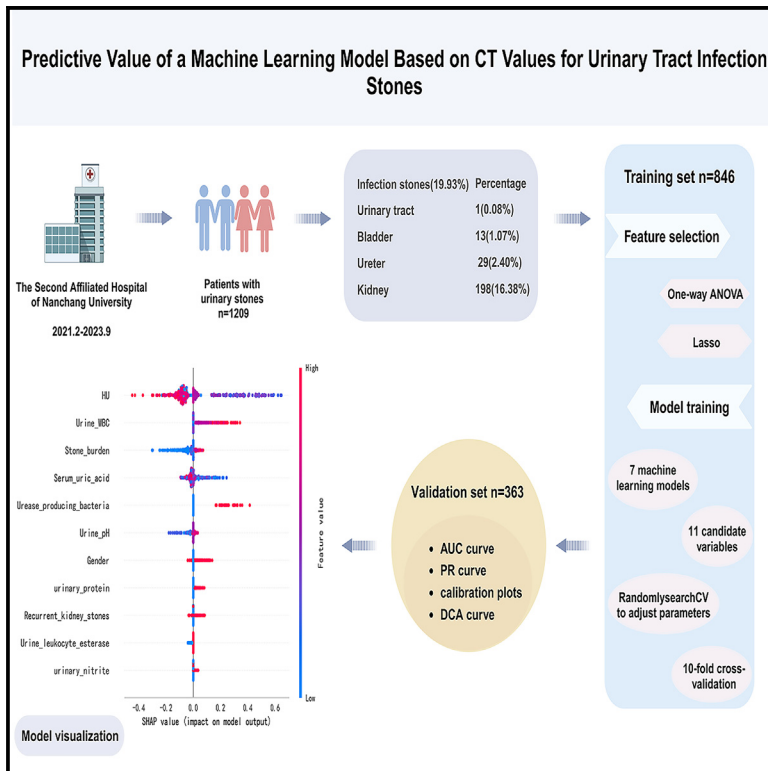 Predictive Value of a Machine Learning Model Based on CT Values for Urinary Tract Infection
Stones
The Second Affiliated Hospital
of Nanchang University
2021.2-2023.9
Patients with
urinary stones
n=1209
Infection stones(19.93%) Percentage
Urinary tract 1(0.08%)
Bladder 13(1.07%)
Ureter 29(2.40%)
Kidney 198(16.38%)
Training set n=846
Feature selection
One-way ANOVA
Lasso
Model training
7 machine
learning models
11 candidate
variables
RandomlysearchCV
to adjust parameters
10-fold cross-
validation
Validation set n=363
• AUC curve
• PR curve
• calibration plots
• DCA curve
High
HU
Urine_WBC
Stone_burden
Serum_uric_acid
Urease_producing_bacteria
Urine_pH
Gender
urinary_protein
Recurrent_kidney_stones
Urine_leukocyte_esterase
urinary_nitrite
Feature value
Low
-0.4 -0.2 0.0 0.2 0.4 0.6
SHAP value (impact on model output)
Model visualization